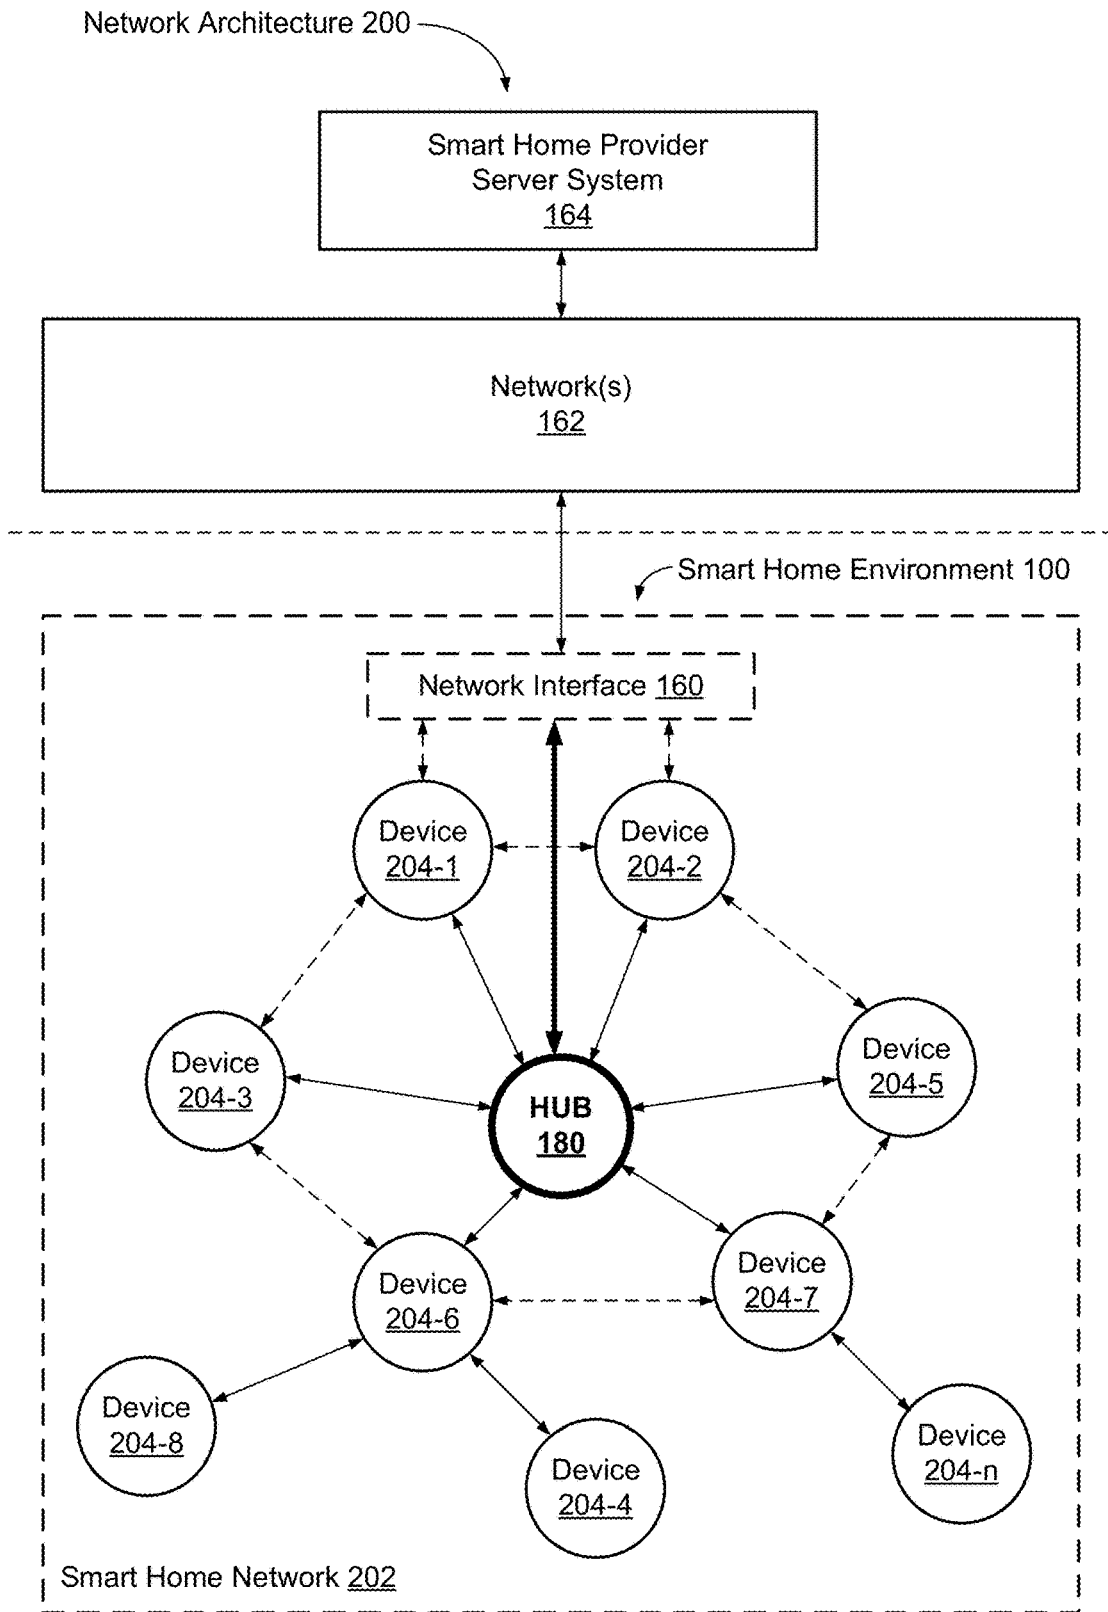 Network Architecture 200
Smart Home Provider
Server System
164
Network(s)
162
Smart Home Environment 100
Network Interface 160
Device
204-1
Device
204-2
Device
204-3
Device
204-5
HUB
180
Device
204-6
Device
204-7
Device
204-8
Device
204-4
Device
204-n
Smart Home Network 202